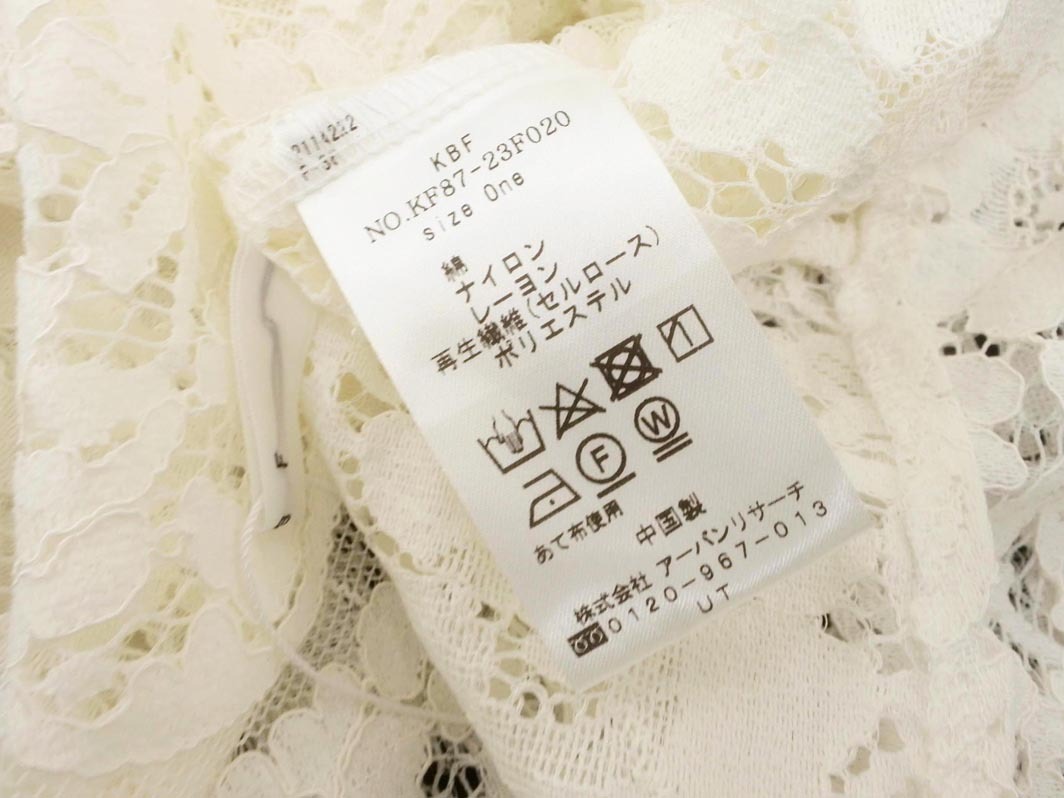 KBF
NO.KF87-23F020
size One
綿
ナイロン
レーヨン
再生繊維(セルロース)
ポリエステル
F
W
あて布使用
中国製
株式会社 アーバンリサーチ
0120-967-013
UT